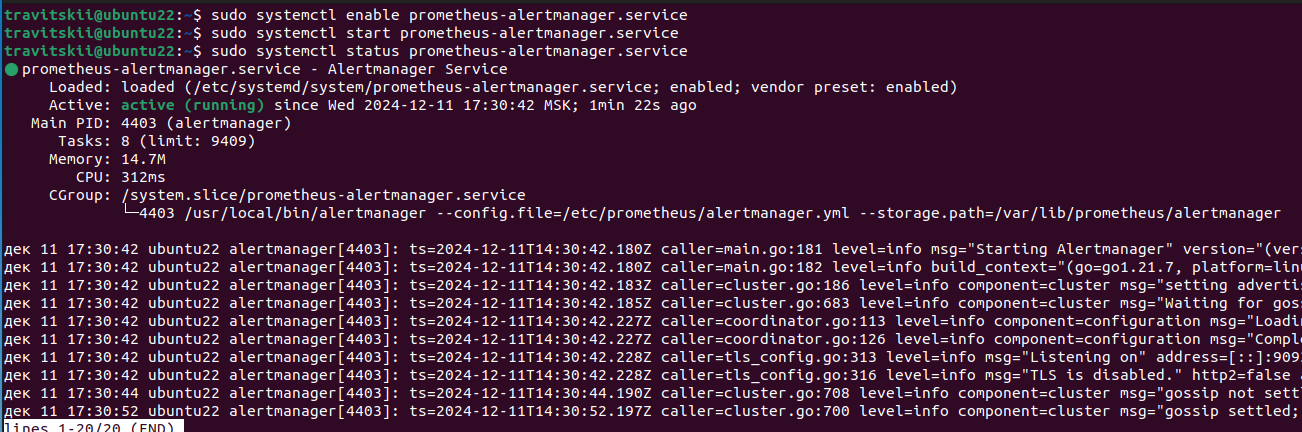 travitskii@ubuntu22:~$ sudo systemctl enable prometheus-alertmanager.service
travitskii@ubuntu22:~$ sudo systemctl start prometheus-alertmanager.service
travitskii@ubuntu22:~$ sudo systemctl status prometheus-alertmanager.service
prometheus-alertmanager.service - Alertmanager Service
Loaded: loaded (/etc/systemd/system/prometheus-alertmanager.service; enabled; vendor preset: enabled)
Active: active (running) since Wed 2024-12-11 17:30:42 MSK; 1min 22s ago
Main PID: 4403 (alertmanager)
Tasks: 8 (limit: 9409)
Memory: 14.7M
CPU: 312ms
CGroup: /system.slice/prometheus-alertmanager.service
└─4403 /usr/local/bin/alertmanager --config.file=/etc/prometheus/alertmanager.yml --storage.path=/var/lib/prometheus/alertmanager
дек 11 17:30:42 ubuntu22 alertmanager[4403]: ts=2024-12-11T14:30:42.180Z caller=main.go:181 level=info msg="Starting Alertmanager" version="(vers
дек 11 17:30:42 ubuntu22 alertmanager[4403]: ts=2024-12-11T14:30:42.180Z caller=main.go:182 level=info build_context="(go=go1.21.7, platform=linu
дек 11 17:30:42 ubuntu22 alertmanager[4403]: ts=2024-12-11T14:30:42.183Z caller=cluster.go:186 level=info component=cluster msg="setting advertis
дек 11 17:30:42 ubuntu22 alertmanager[4403]: ts=2024-12-11T14:30:42.185Z caller=cluster.go:683 level=info component=cluster msg="Waiting for goss
дек 11 17:30:42 ubuntu22 alertmanager[4403]: ts=2024-12-11T14:30:42.227Z caller=coordinator.go:113 level=info component=configuration msg="Loadin
дек 11 17:30:42 ubuntu22 alertmanager[4403]: ts=2024-12-11T14:30:42.227Z caller=coordinator.go:126 level=info component=configuration msg="Comple
дек 11 17:30:42 ubuntu22 alertmanager[4403]: ts=2024-12-11T14:30:42.228Z caller=tls_config.go:313 level=info msg="Listening on" address=[::]:909
дек 11 17:30:42 ubuntu22 alertmanager[4403]: ts=2024-12-11T14:30:42.228Z caller=tls_config.go:316 level=info msg="TLS is disabled." http2=false
дек 11 17:30:44 ubuntu22 alertmanager[4403]: ts=2024-12-11T14:30:44.190Z caller=cluster.go:708 level=info component=cluster msg="gossip not settl
дек 11 17:30:52 ubuntu22 alertmanager[4403]: ts=2024-12-11T14:30:52.197Z caller=cluster.go:700 level=info component=cluster msg="gossip settled;
lines 1-20/20 (END)